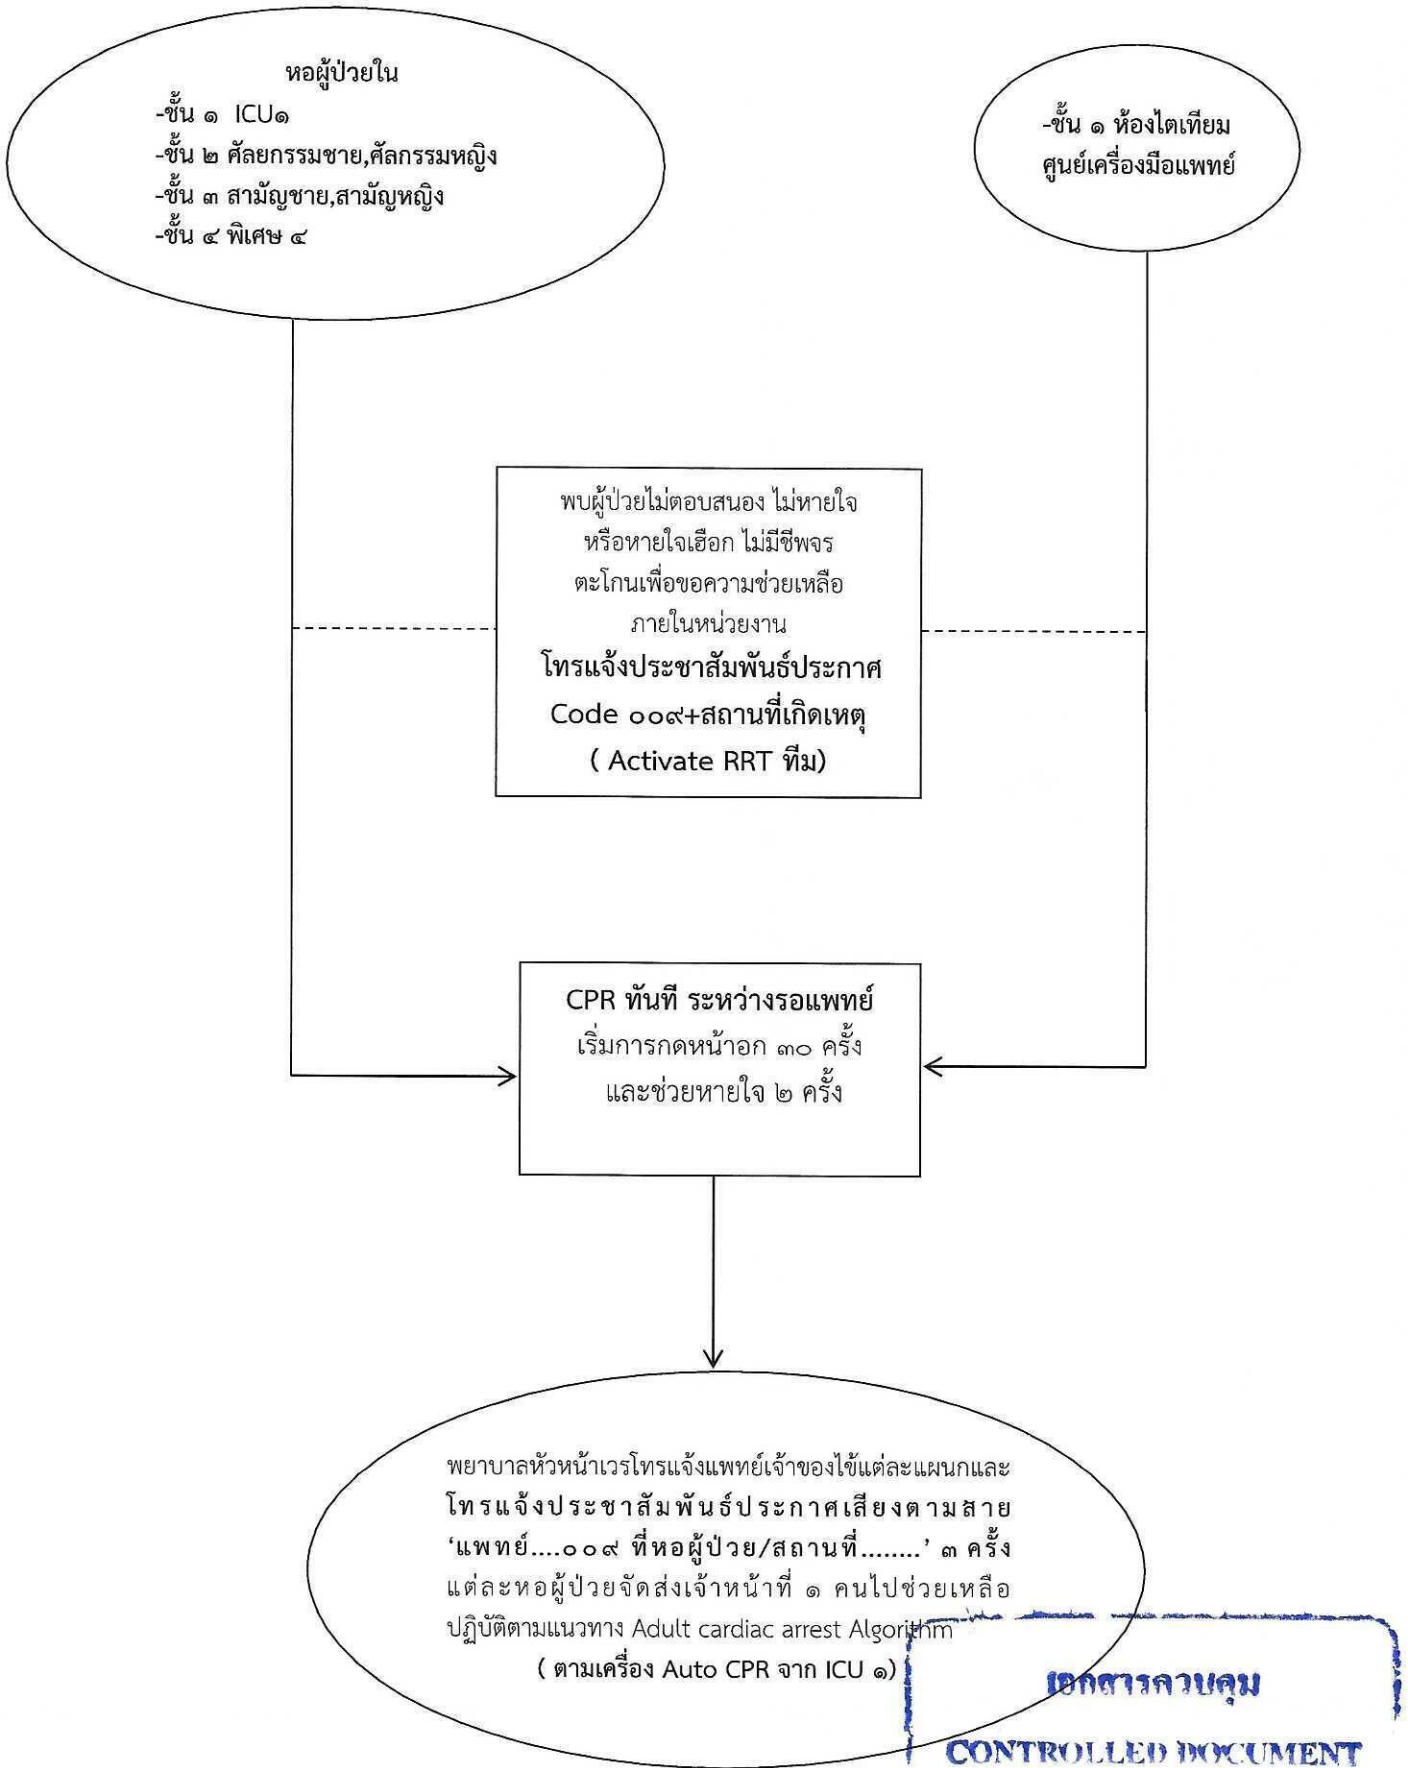 หอผู้ป่วยใน
-ชั้น ๑ ICU๑
-ชั้น ๒ ศัลยกรรมชาย,ศัลกรรมหญิง
-ชั้น ๓ สามัญชาย,สามัญหญิง
-ชั้น ๔ พิเศษ ๔
-ชั้น ๑ ห้องไตเทียม
ศูนย์เครื่องมือแพทย์
พบผู้ป่วยไม่ตอบสนอง ไม่หายใจ
หรือหายใจเฮือก ไม่มีชีพจร
ตะโกนเพื่อขอความช่วยเหลือ
ภายในหน่วยงาน
โทรแจ้งประชาสัมพันธ์ประกาศ
Code ๐๐๙+สถานที่เกิดเหตุ
( Activate RRT ทีม)
CPR ทันที ระหว่างรอแพทย์
เริ่มการกดหน้าอก ๓๐ ครั้ง
และช่วยหายใจ ๒ ครั้ง
พยาบาลหัวหน้าเวรโทรแจ้งแพทย์เจ้าของไข้แต่ละแผนกและ
โทรแจ้งประชาสัมพันธ์ประกาศเสียงตามสาย
‘แพทย์....๐๐๙ ที่หอผู้ป่วย/สถานที่........’ ๓ ครั้ง
แต่ละหอผู้ป่วยจัดส่งเจ้าหน้าที่ ๑ คนไปช่วยเหลือ
ปฏิบัติตามแนวทาง Adult cardiac arrest Algorithm
( ตามเครื่อง Auto CPR จาก ICU ๑)
เอกสารควบคุม
CONTROLLED DOCUMENT